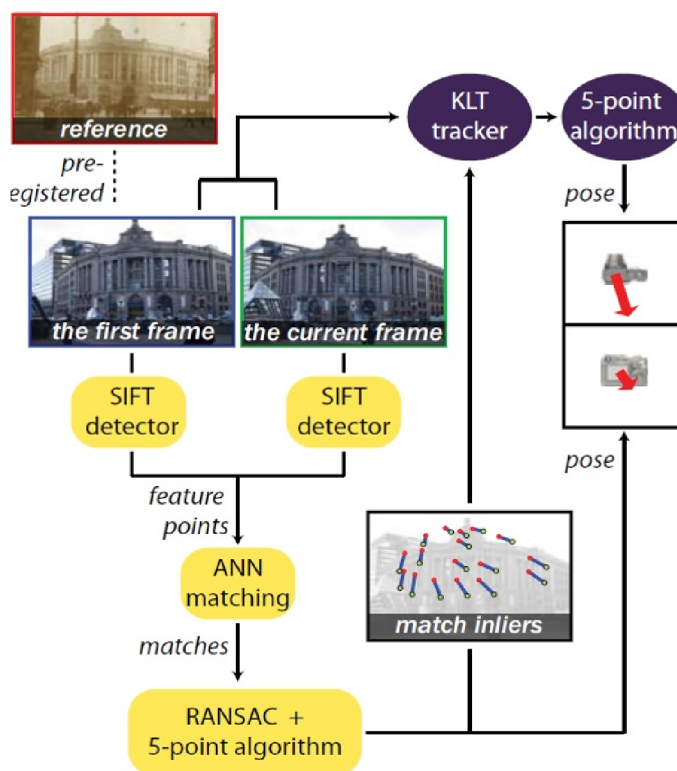 reference
pre-
egistered
KLT
tracker
5-point
algorithm
pose
the first frame
the current frame
SIFT
detector
SIFT
detector
pose
feature
points
ANN
matching
match inliers
matches
RANSAC +
5-point algorithm